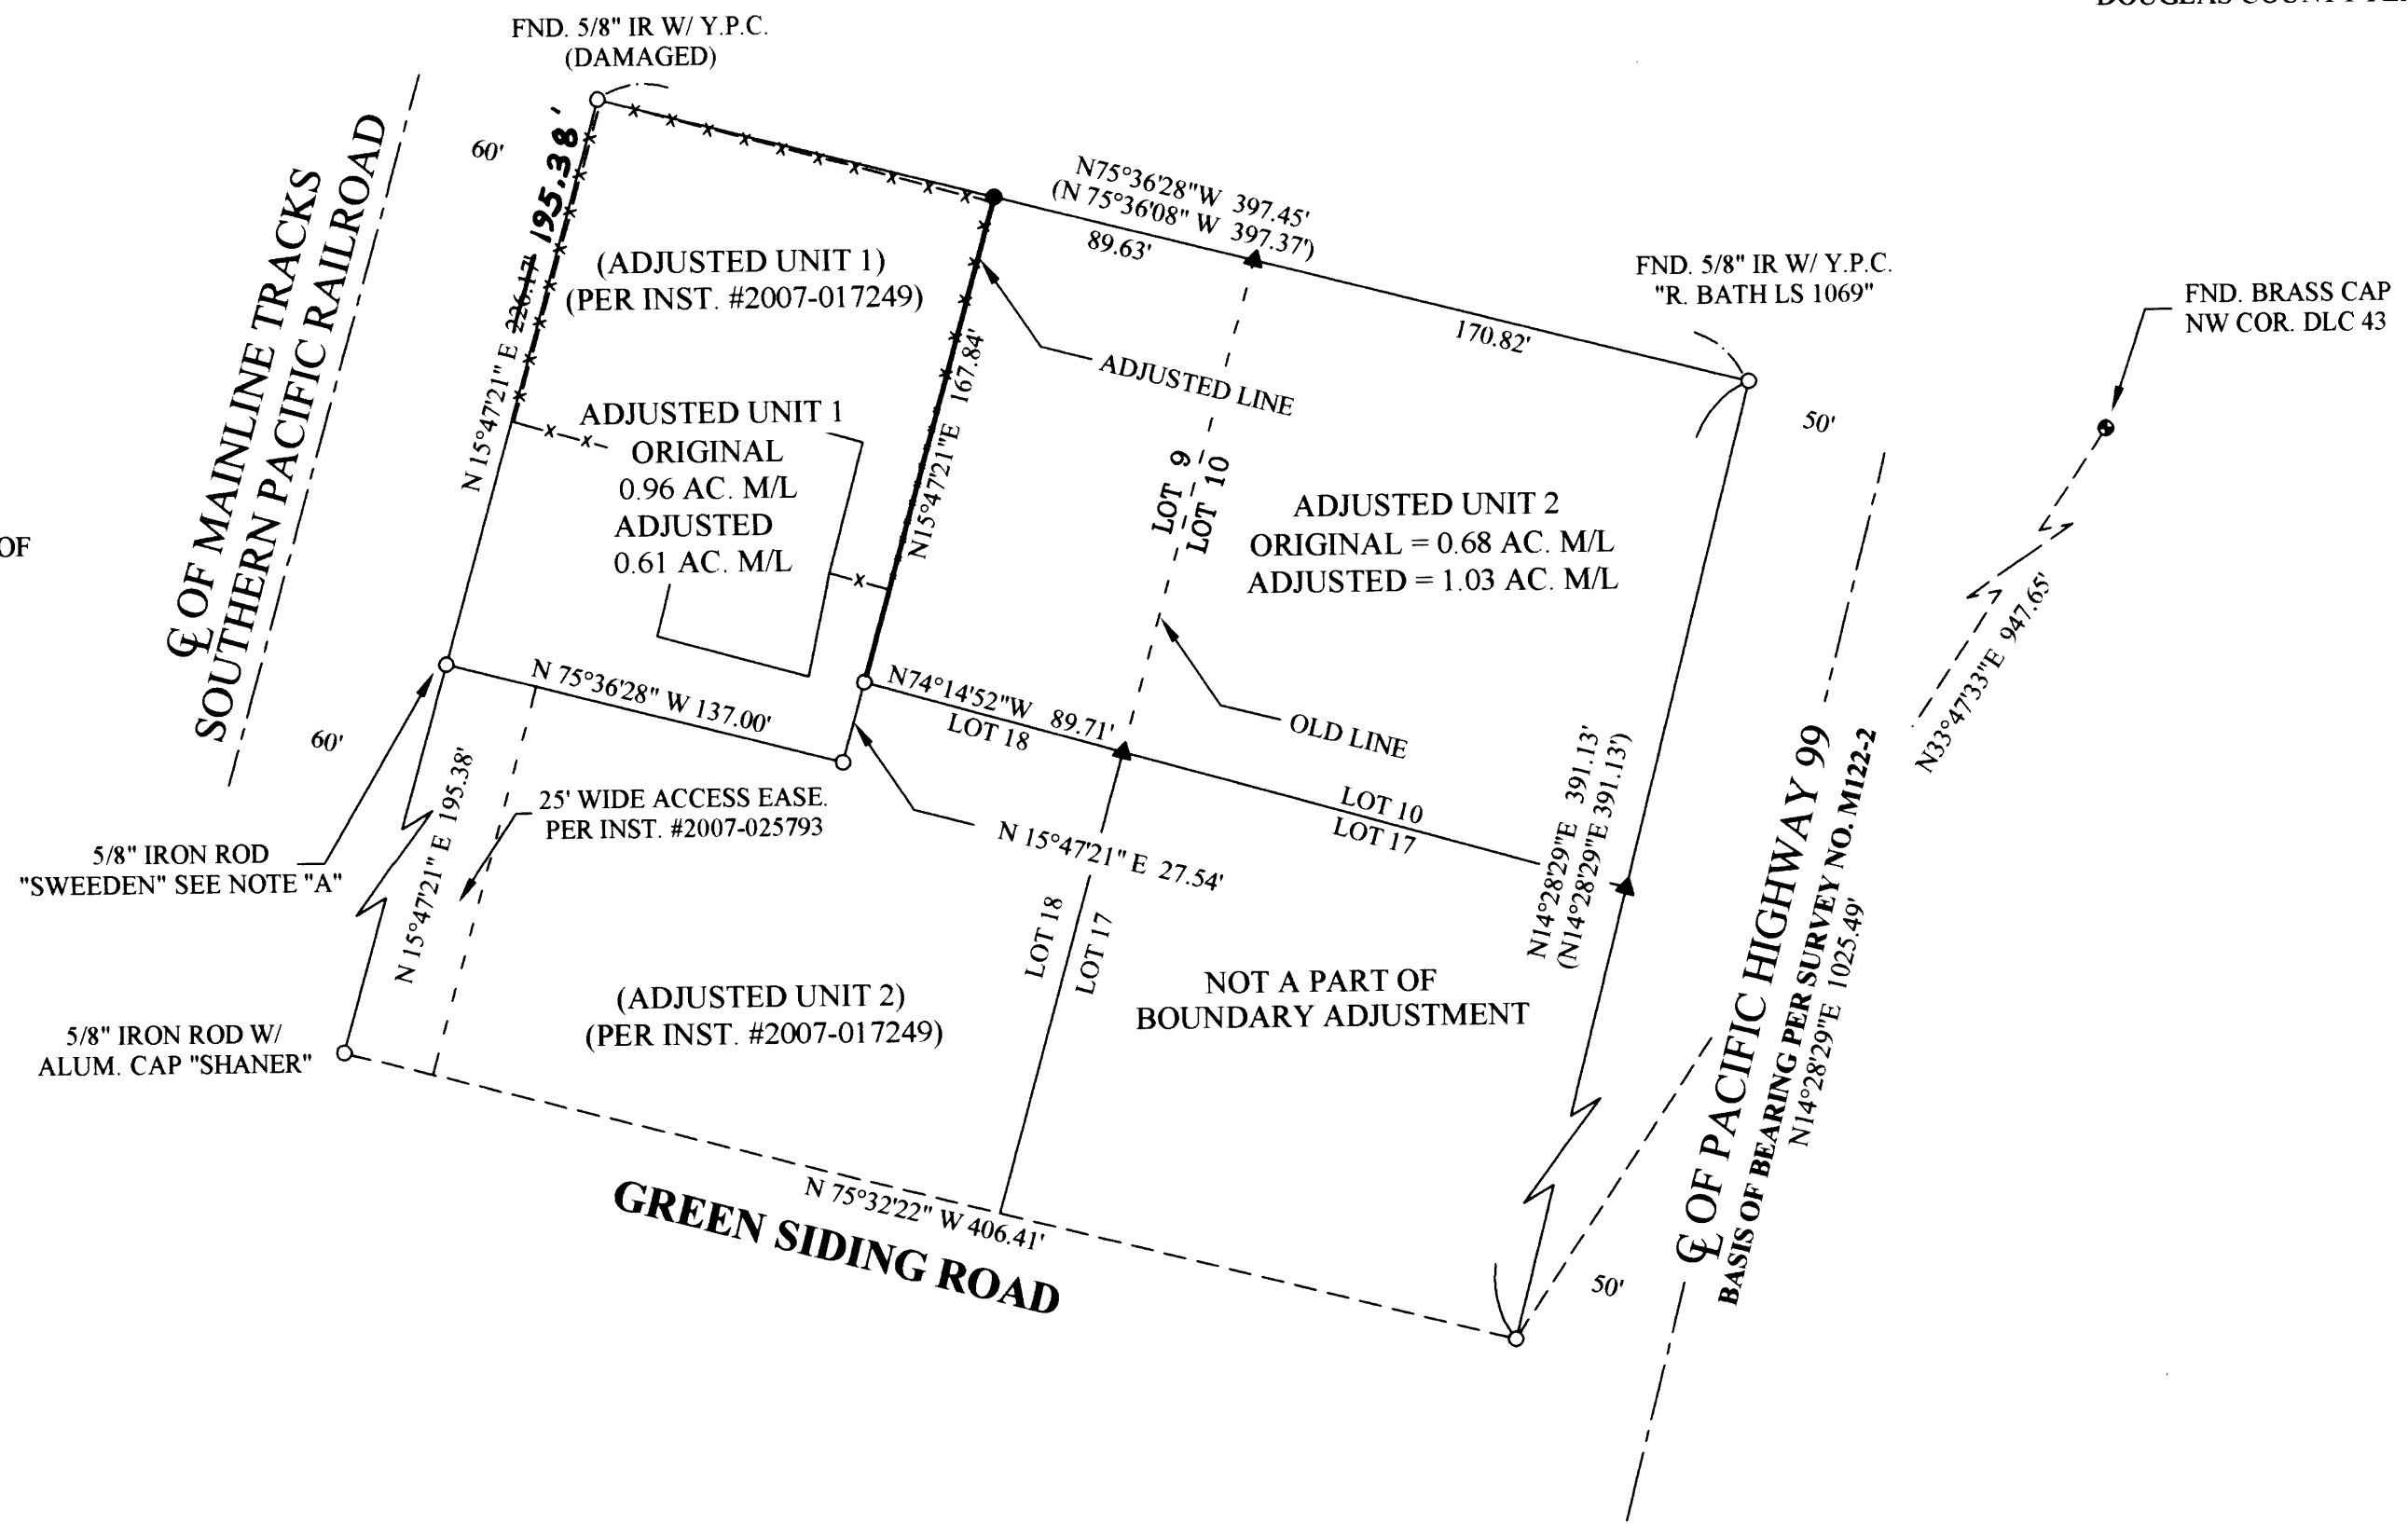 FND. 5/8" IR W/ Y.P.C.
(DAMAGED)
60'
℄ OF MAINLINE TRACKS
SOUTHERN PACIFIC RAILROAD
N 15°47'21" E 226.17' 195.38'
(ADJUSTED UNIT 1)
(PER INST. #2007-017249)
N75°36'28"W 397.45'
(N 75°36'08" W 397.37')
89.63'
170.82'
FND. 5/8" IR W/ Y.P.C.
"R. BATH LS 1069"
50'
FND. BRASS CAP
NW COR. DLC 43
ADJUSTED LINE
N15°47'21"E 167.84'
ADJUSTED UNIT 1
ORIGINAL
0.96 AC. M/L
ADJUSTED
0.61 AC. M/L
LOT 9
LOT 10
ADJUSTED UNIT 2
ORIGINAL = 0.68 AC. M/L
ADJUSTED = 1.03 AC. M/L
OF
N33°47'33"E 947.65'
N 75°36'28" W 137.00'
N74°14'52"W 89.71'
LOT 18
OLD LINE
60'
N 15°47'21" E 195.38'
25' WIDE ACCESS EASE.
PER INST. #2007-025793
N 15°47'21" E 27.54'
LOT 10
LOT 17
5/8" IRON ROD
"SWEEDEN" SEE NOTE "A"
N14°28'29"E 391.13'
(N14°28'29"E 391.13')
LOT 18
LOT 17
(ADJUSTED UNIT 2)
(PER INST. #2007-017249)
NOT A PART OF
BOUNDARY ADJUSTMENT
5/8" IRON ROD W/
ALUM. CAP "SHANER"
℄ OF PACIFIC HIGHWAY 99
BASIS OF BEARING PER SURVEY NO. M122-2
N14°28'29"E 1025.49'
N 75°32'22" W 406.41'
GREEN SIDING ROAD
50'